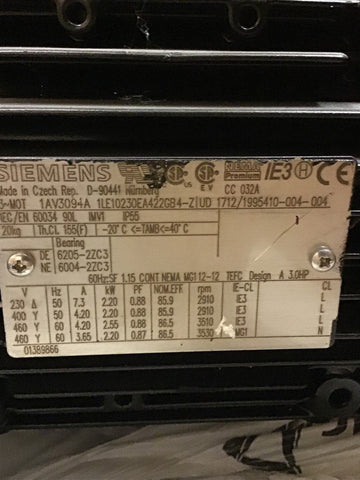 SIEMENS IE3
Made in Czech Rep. D-90441 Nürnberg E.V. NEMA Premium CC 032A
3-MOT 1AV3094A 1LE10230EA422GB4-Z UD 1712/1995410-004-004
IEC/EN 60034 90L IMV1 IP55
20kg Th.CL 155(F) -20°C <=TAMB<=40°C
Bearing
DE 6205-2ZC3
NE 6004-2ZC3
60Hz:SF 1.15 CONT NEMA MG1 12-12 TEFC Design A 3.0HP
V Hz A kW PF NOM.EFF rpm IE-CL CL
230 Δ 50 7.3 2.20 0.88 85.9 2910 IE3 L
400 Y 50 4.20 2.20 0.88 85.9 2910 IE3 L
460 Y 60 4.20 2.55 0.88 86.5 3510 IE3 L
460 Y 60 3.65 2.20 0.87 86.5 3530 MG1 N
01389866